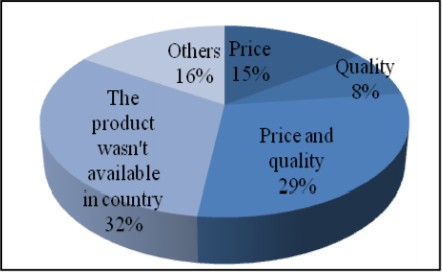 Others
16%
Price
15%
Quality
8%
Price and
quality
29%
The
product
wasn't
available
in country
32%